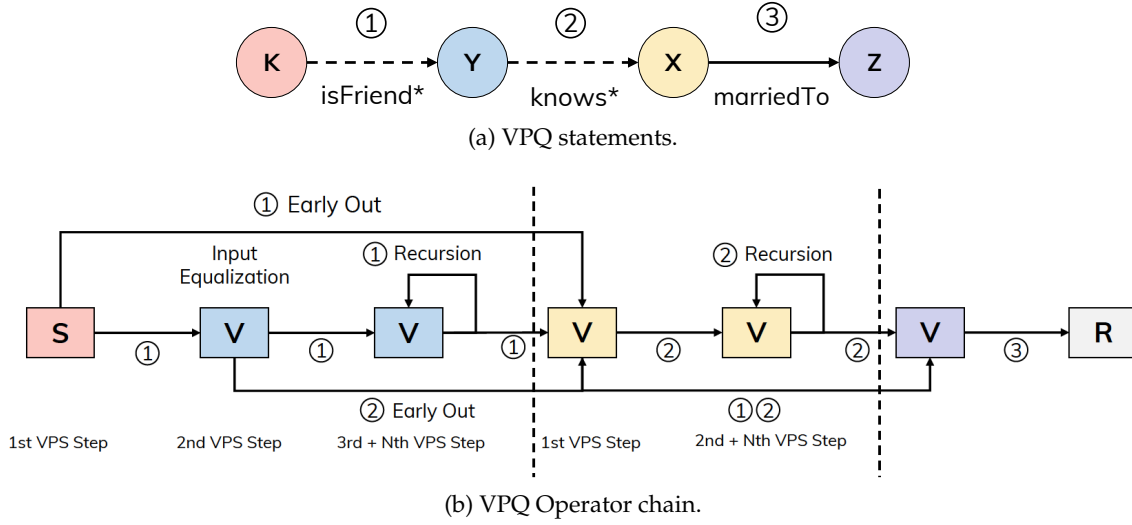 ① ② ③
K Y X Z
isFriend* knows* marriedTo
(a) VPQ statements.
① Early Out
Input
Equalization
① Recursion
② Recursion
S V V V V V R
① ① ① ② ② ③
② Early Out
①②
1st VPS Step 2nd VPS Step 3rd + Nth VPS Step 1st VPS Step 2nd + Nth VPS Step
(b) VPQ Operator chain.